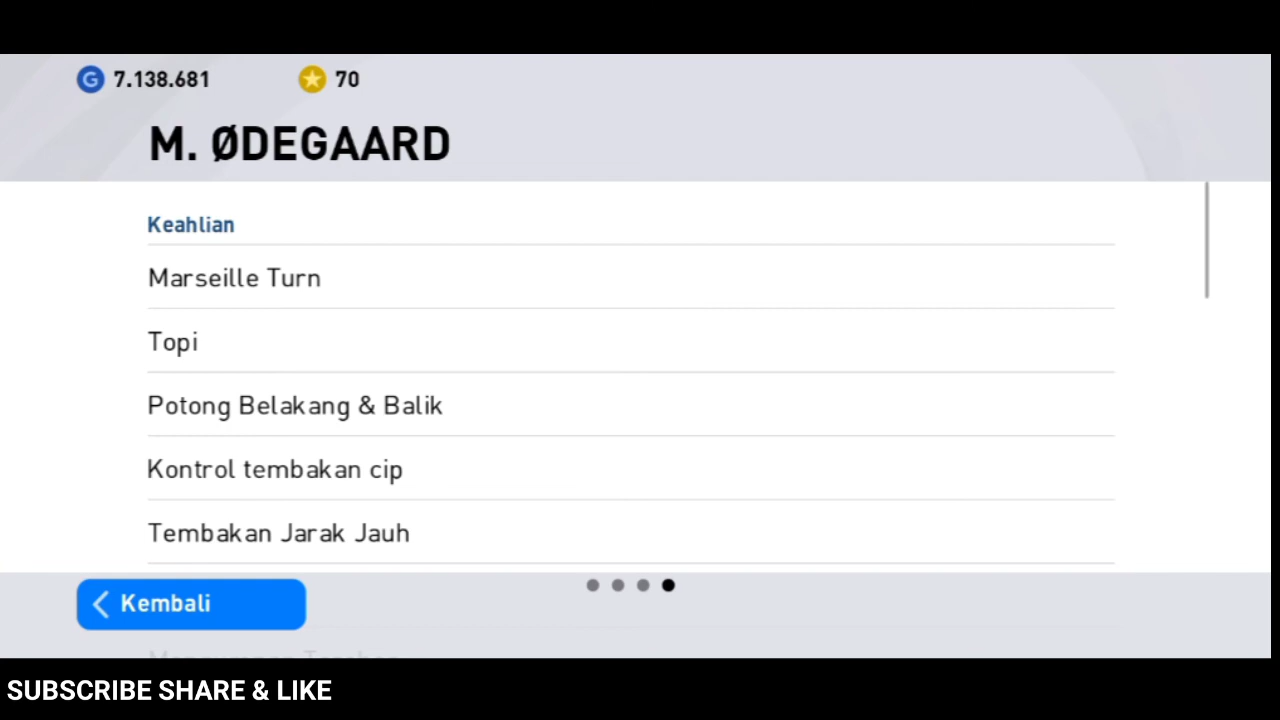 7.138.681
70
M. ØDEGAARD
Keahlian
Marseille Turn
Topi
Potong Belakang & Balik
Kontrol tembakan cip
Tembakan Jarak Jauh
Kembali
SUBSCRIBE SHARE & LIKE